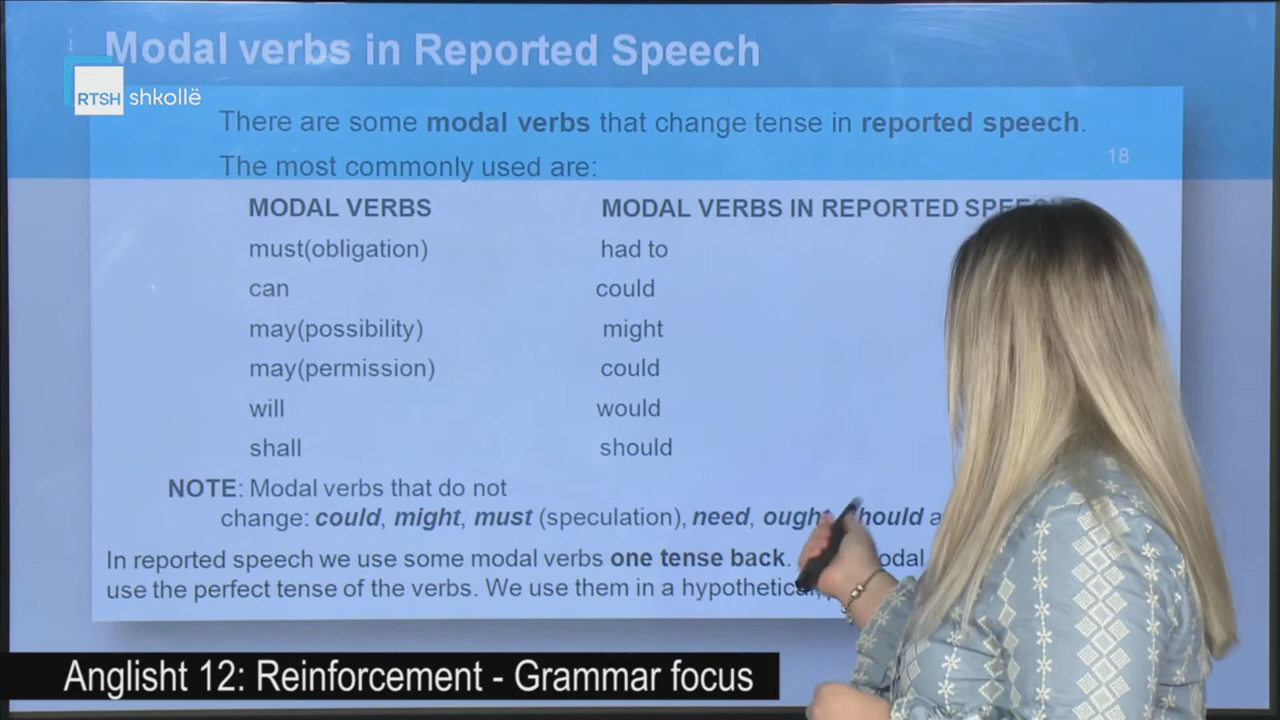 Modal verbs in Reported Speech
RTSH shkollë
There are some modal verbs that change tense in reported speech.
The most commonly used are:
18
MODAL VERBS MODAL VERBS IN REPORTED
must(obligation) had to
can could
may(possibility) might
may(permission) could
will would
shall should
NOTE: Modal verbs that do not
change: could, might, must (speculation), need, ought, should
In reported speech we use some modal verbs one tense back.
use the perfect tense of the verbs. We use them in a
Anglisht 12: Reinforcement - Grammar focus